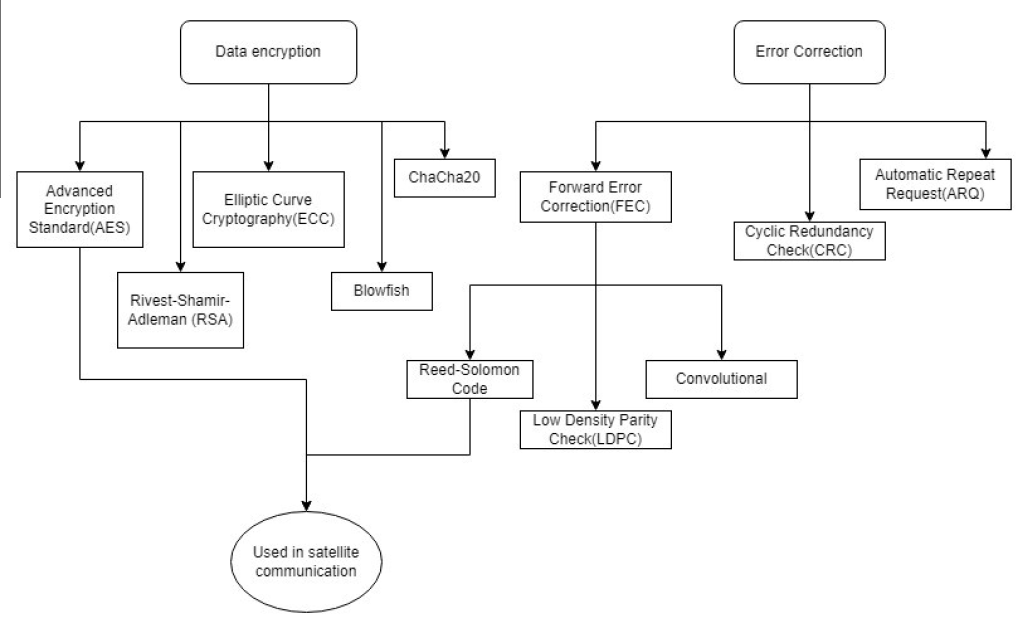 Data encryption
Error Correction
Advanced
Encryption
Standard(AES)
Elliptic Curve
Cryptography(ECC)
ChaCha20
Forward Error
Correction(FEC)
Automatic Repeat
Request(ARQ)
Cyclic Redundancy
Check(CRC)
Rivest-Shamir-
Adleman (RSA)
Blowfish
Reed-Solomon
Code
Convolutional
Low Density Parity
Check(LDPC)
Used in satellite
communication